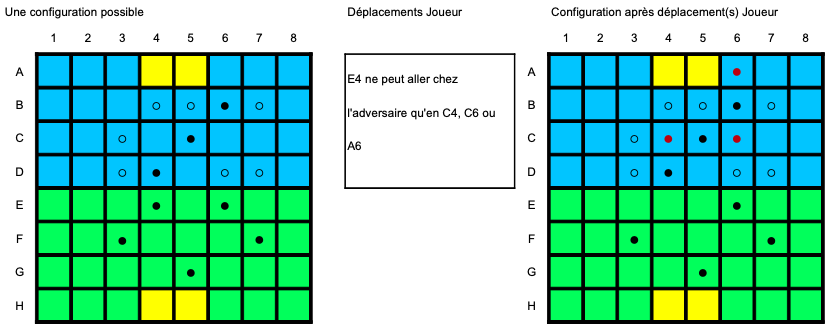 Une configuration possible
Déplacements Joueur
Configuration après déplacement(s) Joueur
1 2 3 4 5 6 7 8
A
B
C
D
E
F
G
H
E4 ne peut aller chez
l'adversaire qu'en C4, C6 ou
A6
1 2 3 4 5 6 7 8
A
B
C
D
E
F
G
H